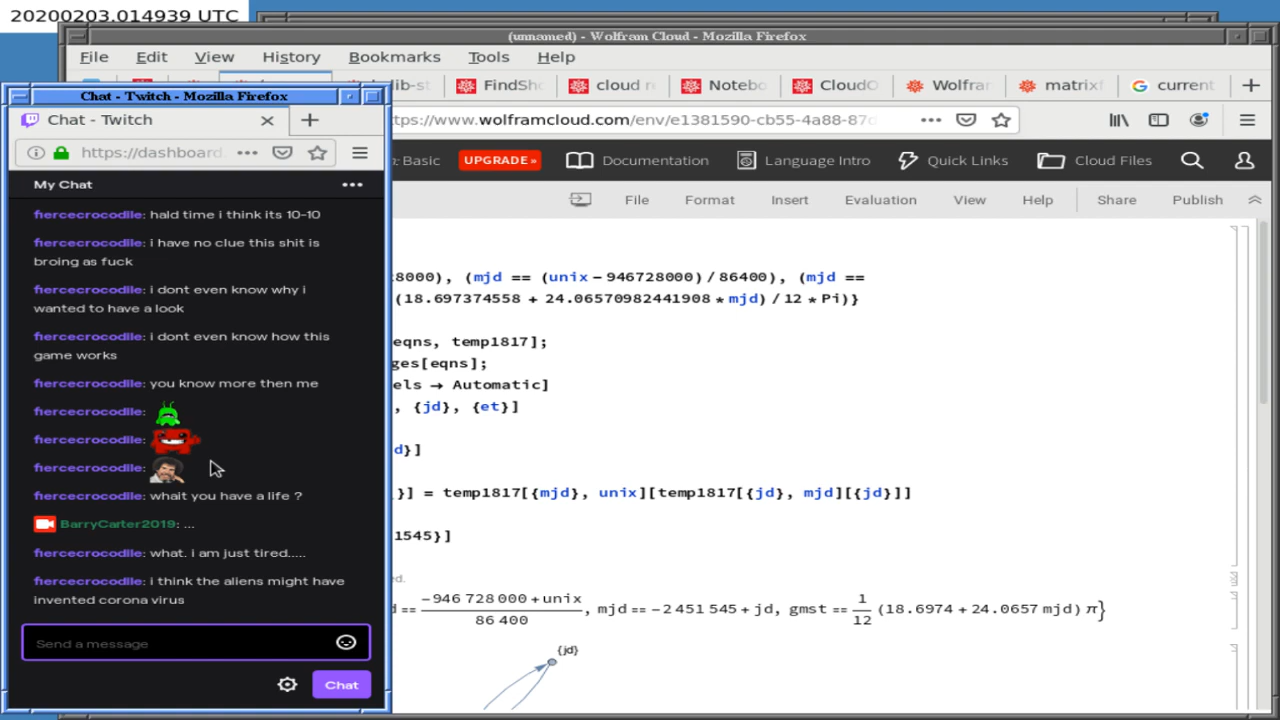 20200203.014939 UTC
(unnamed) - Wolfram Cloud - Mozilla Firefox
File Edit View History Bookmarks Tools Help
FindSh cloud r Notebo CloudO Wolfra matrixf current
Chat - Twitch - Mozilla Firefox
Chat - Twitch
ttps://www.wolframcloud.com/env/e1381590-cb55-4a88-87
https://dashboard.
Basic UPGRADE » Documentation Language Intro Quick Links Cloud Files
My Chat
File Format Insert Evaluation View Help Share Publish
fiercecrocodile: hald time i think its 10-10
fiercecrocodile: i have no clue this shit is
broing as fuck
fiercecrocodile: i dont even know why i
wanted to have a look
fiercecrocodile: i dont even know how this
game works
fiercecrocodile: you know more then me
fiercecrocodile:
fiercecrocodile:
fiercecrocodile:
fiercecrocodile: whait you have a life ?
BarryCarter2019: ...
fiercecrocodile: what. i am just tired.....
fiercecrocodile: i think the aliens might have
invented corona virus
Send a message
Chat
8000), (mjd == (unix - 946728000) / 86400), (mjd ==
(18.697374558 + 24.06570982441908 * mjd) / 12 * Pi)}
eqns, temp1817];
ges[eqns];
els → Automatic]
, {jd}, {et}]
d}]
}] = temp1817[{mjd}, unix][temp1817[{jd}, mjd][{jd}]]
1545}]
ed.
d == -946 728 000 + unix / 86 400, mjd == -2 451 545 + jd, gmst == 1/12 (18.6974 + 24.0657 mjd) π}
{jd}